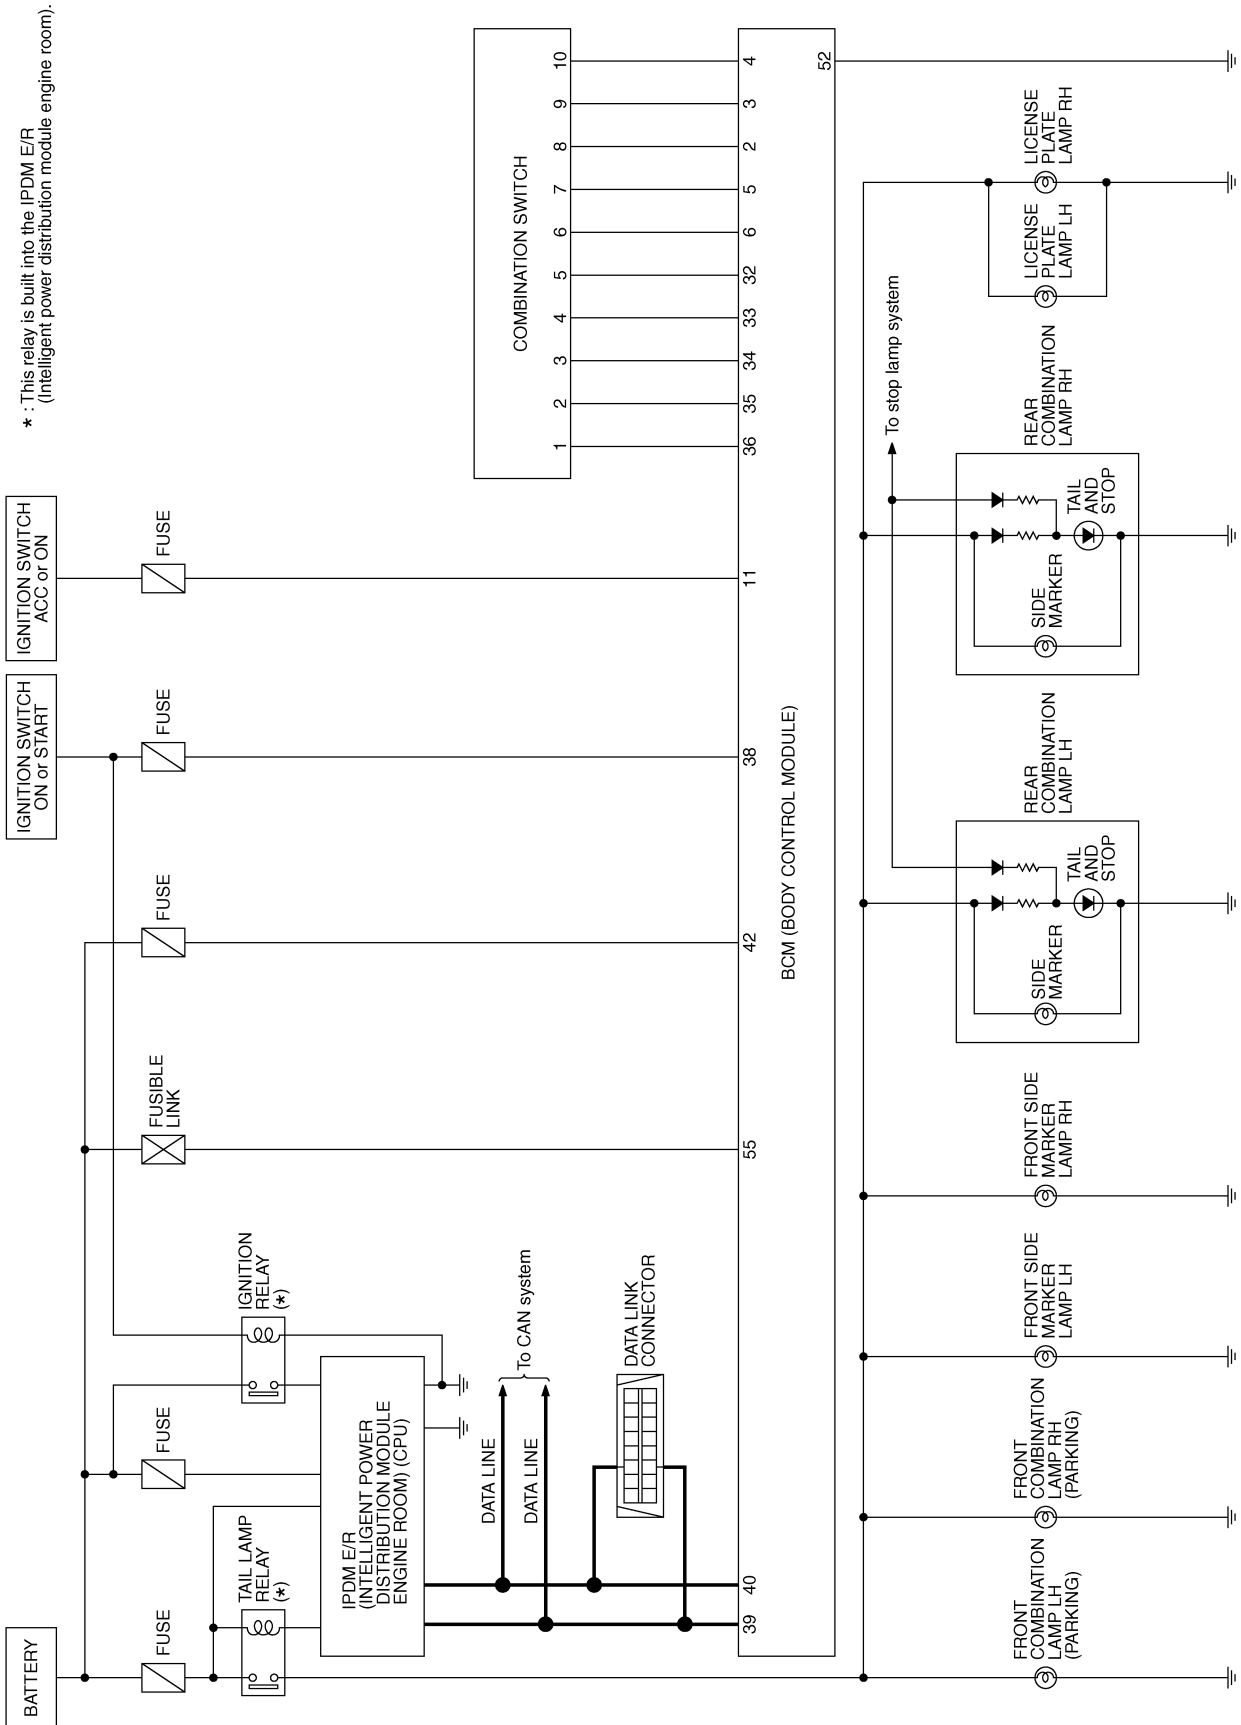 BATTERY
IGNITION SWITCH
ON or START
IGNITION SWITCH
ACC or ON
* : This relay is built into the IPDM E/R
(Intelligent power distribution module engine room).
FUSE
FUSE
FUSIBLE
LINK
FUSE
FUSE
FUSE
TAIL LAMP
RELAY
(*)
IGNITION
RELAY
(*)
IPDM E/R
(INTELLIGENT POWER
DISTRIBUTION MODULE
ENGINE ROOM) (CPU)
DATA LINE
DATA LINE
To CAN system
DATA LINK
CONNECTOR
COMBINATION SWITCH
1
2
3
4
5
6
7
8
9
10
39
40
55
42
38
11
36
35
34
33
32
6
5
2
3
4
BCM (BODY CONTROL MODULE)
52
To stop lamp system
FRONT
COMBINATION
LAMP LH
(PARKING)
FRONT
COMBINATION
LAMP RH
(PARKING)
FRONT SIDE
MARKER
LAMP LH
FRONT SIDE
MARKER
LAMP RH
REAR
COMBINATION
LAMP LH
SIDE
MARKER
TAIL
AND
STOP
REAR
COMBINATION
LAMP RH
SIDE
MARKER
TAIL
AND
STOP
LICENSE
PLATE
LAMP LH
LICENSE
PLATE
LAMP RH